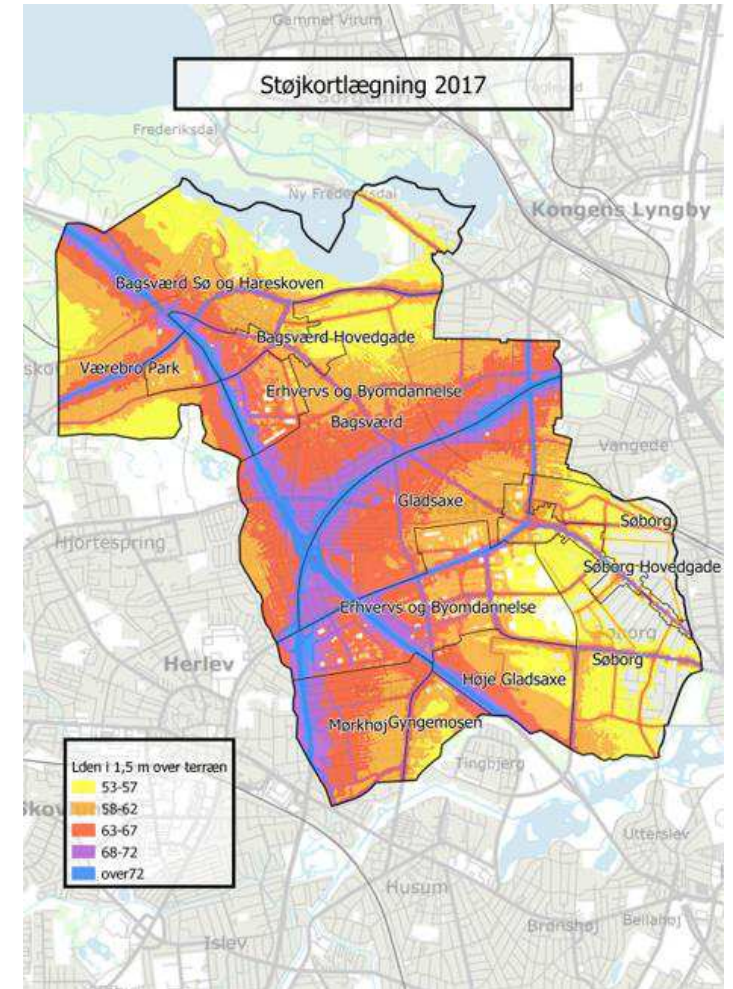 Gammel Virum
Støjkortlægning 2017
Frederiksdal
Ny Frederiksdal
Kongens Lyngby
Bagsværd Sø og Hareskoven
Bagsværd Hovedgade
Værebro Park
Erhvervs og Byomdannelse
Bagsværd
Vangede
Gladsaxe
Søborg
Hjortespring
Søborg Hovedgade
Erhvervs og Byomdannelse
Søborg
Herlev
Høje Gladsaxe
Mørkhøj
Gyngemosen
Tingbjerg
Lden i 1,5 m over terræn
53-57
58-62
63-67
68-72
over72
Utterslev
Husum
Brønshøj
Bellahøj
Islev